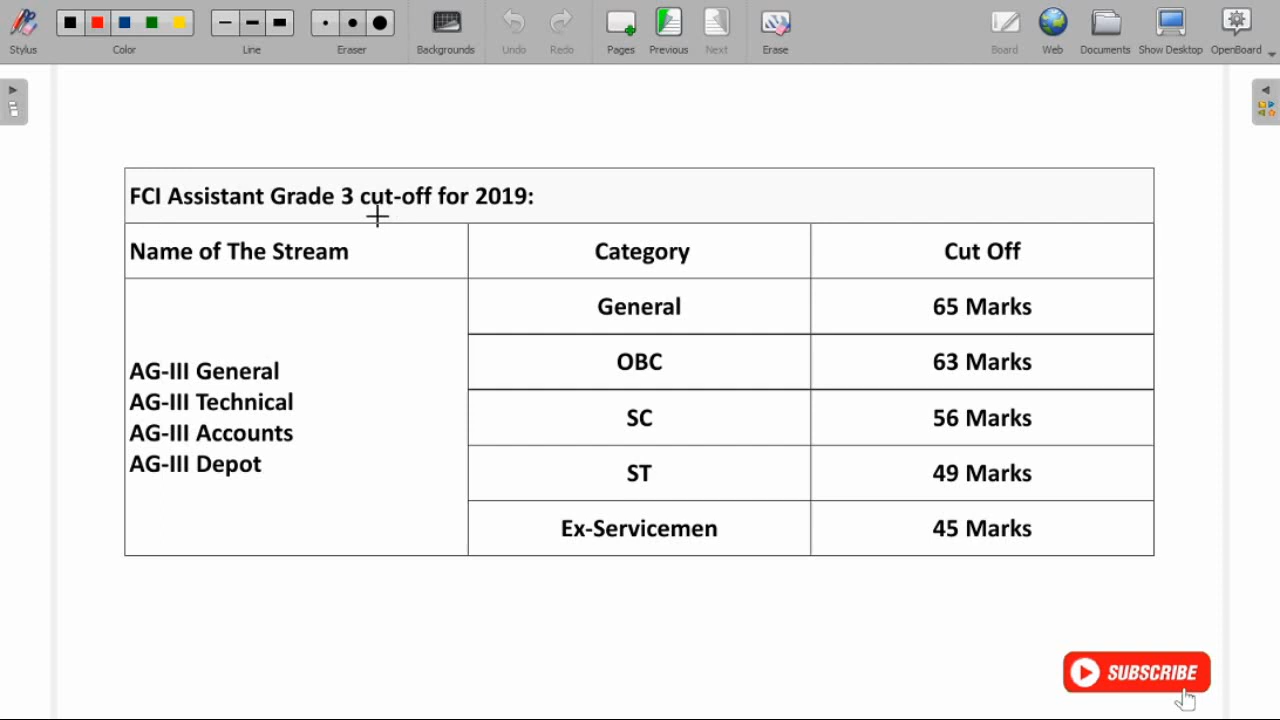 Stylus
Color
Line
Eraser
Backgrounds
Undo
Redo
Pages
Previous
Next
Erase
Board
Web
Documents
Show Desktop
OpenBoard
FCI Assistant Grade 3 cut-off for 2019:
Name of The Stream
Category
Cut Off
AG-III General
AG-III Technical
AG-III Accounts
AG-III Depot
General
65 Marks
OBC
63 Marks
SC
56 Marks
ST
49 Marks
Ex-Servicemen
45 Marks
SUBSCRIBE